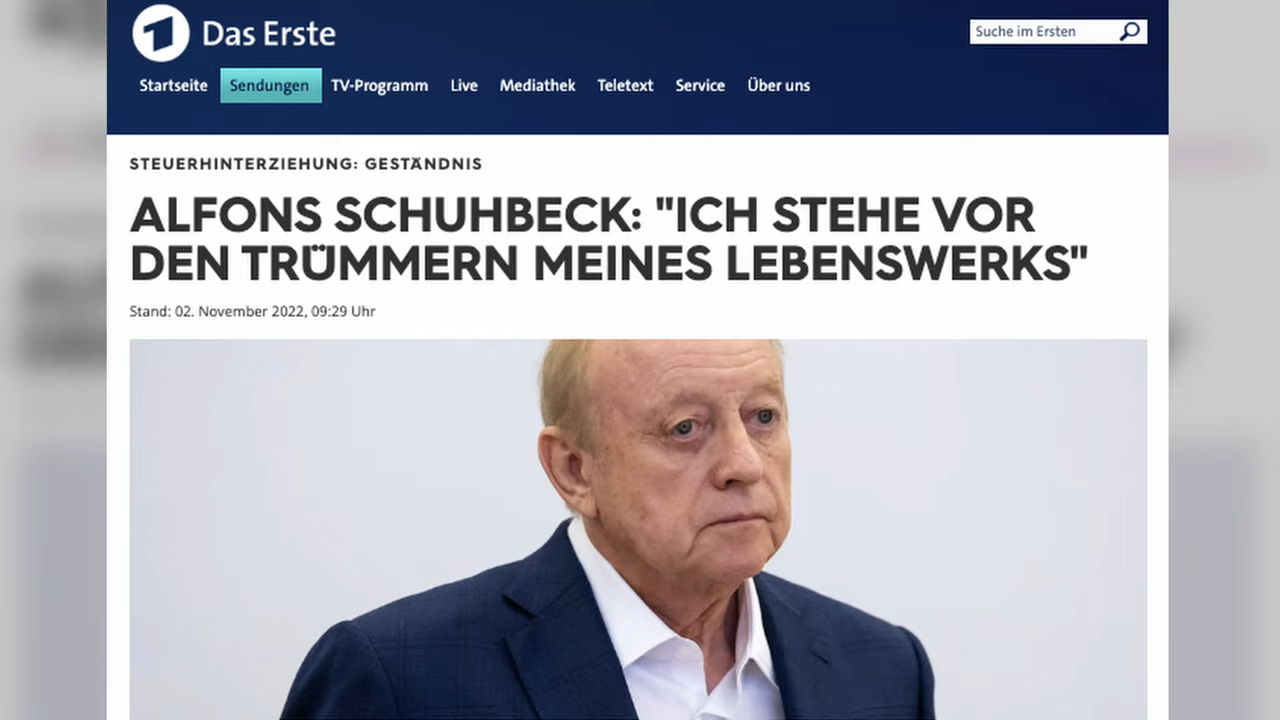 Das Erste
Suche im Ersten
Startseite Sendungen TV-Programm Live Mediathek Teletext Service Über uns
STEUERHINTERZIEHUNG: GESTÄNDNIS
ALFONS SCHUHBECK: "ICH STEHE VOR
DEN TRÜMMERN MEINES LEBENSWERKS"
Stand: 02. November 2022, 09:29 Uhr